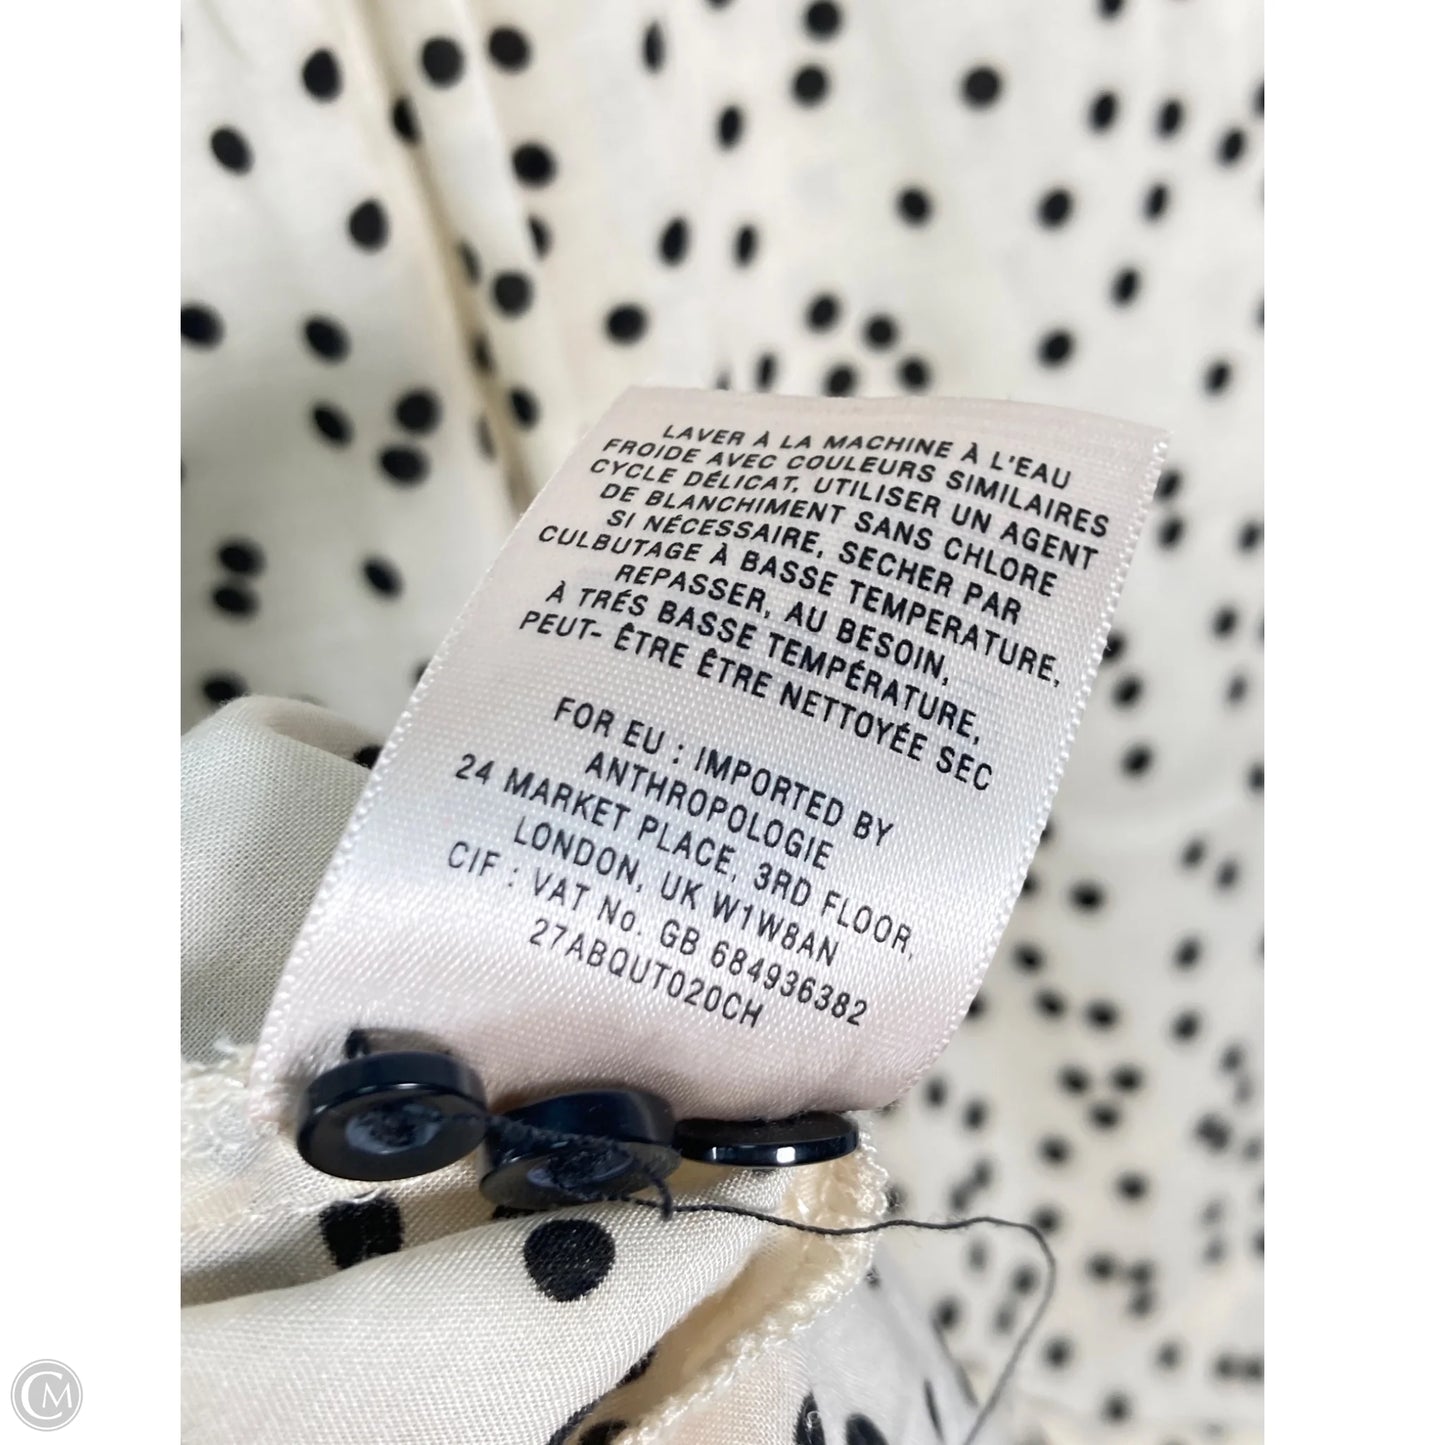 LAVER À LA MACHINE À L'EAU
FROIDE AVEC COULEURS SIMILAIRES
CYCLE DÉLICAT, UTILISER UN AGENT
DE BLANCHIMENT SANS CHLORE
SI NÉCESSAIRE, SECHER PAR
CULBUTAGE À BASSE TEMPERATURE,
REPASSER, AU BESOIN,
À TRÉS BASSE TEMPÉRATURE,
PEUT- ÊTRE ÊTRE NETTOYÉE SEC
FOR EU : IMPORTED BY
ANTHROPOLOGIE
24 MARKET PLACE, 3RD FLOOR,
LONDON, UK W1W8AN
CIF : VAT No. GB 684936382
27ABQUT020CH
CM